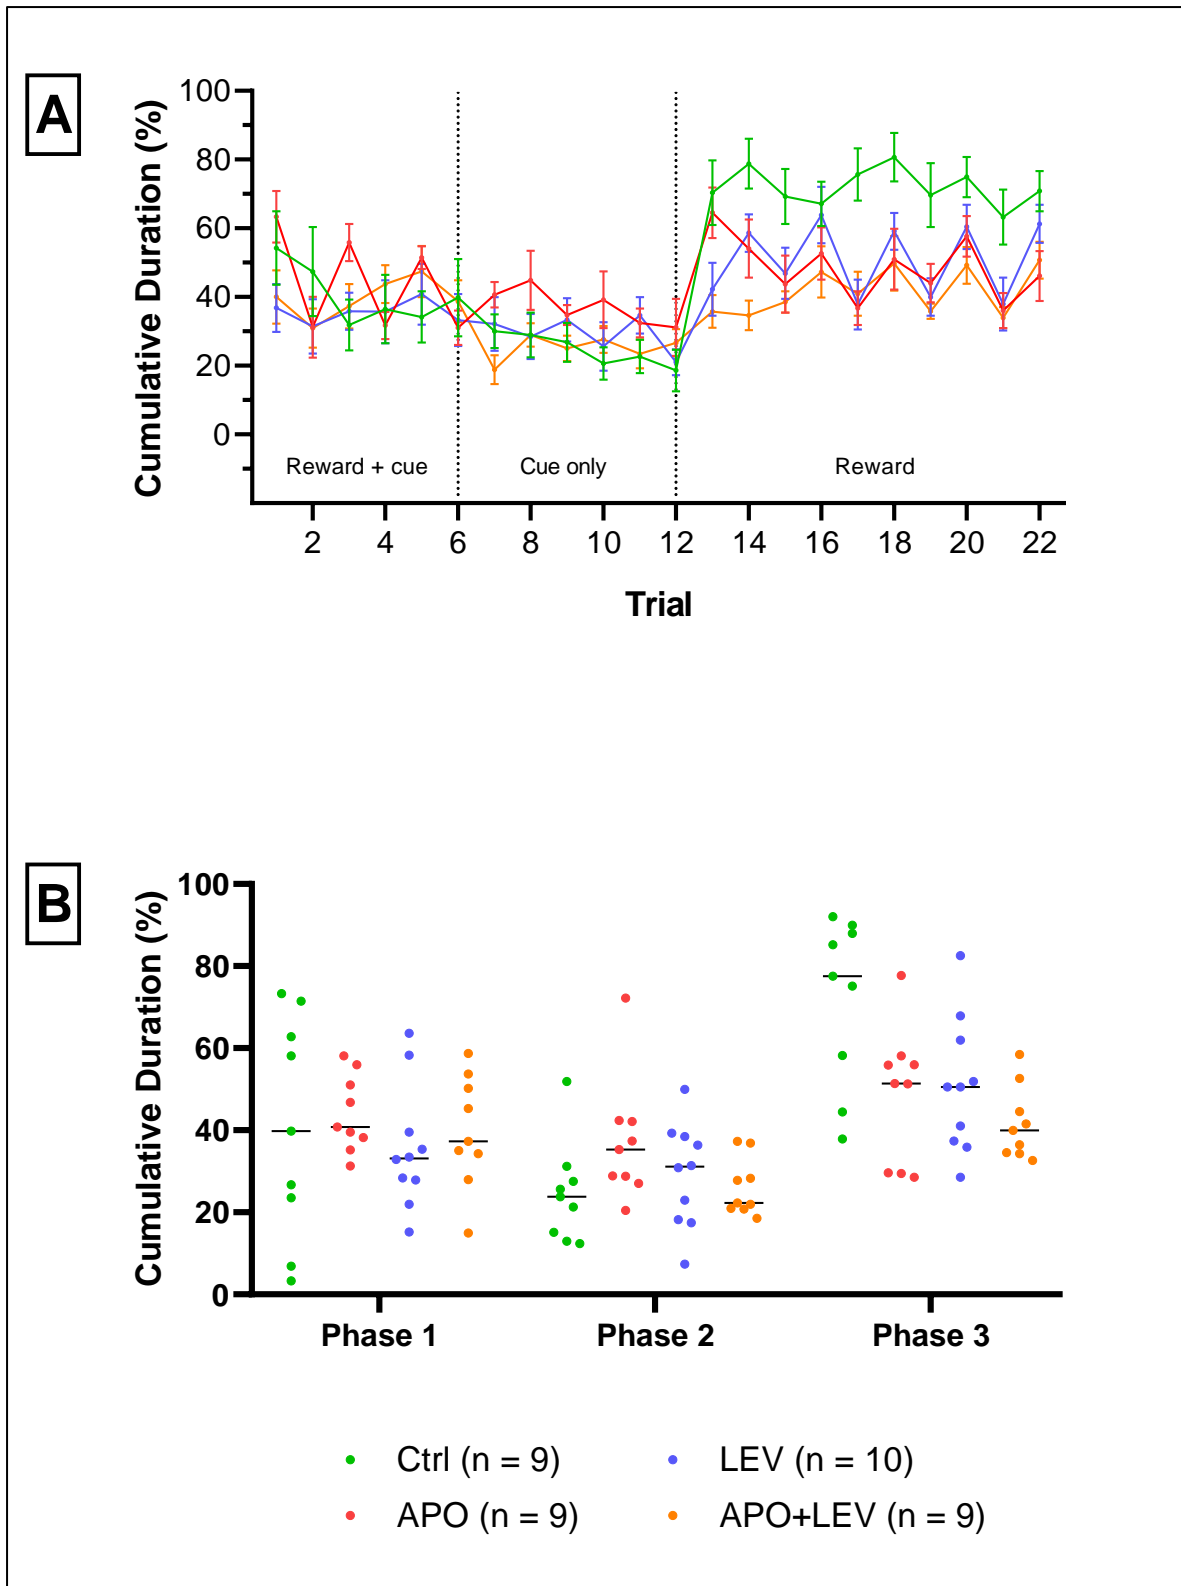 A
Cumulative Duration (%)
100
80
60
40
20
0
Reward + cue
Cue only
Reward
2 4 6 8 10 12 14 16 18 20 22
Trial
B
Cumulative Duration (%)
100
80
60
40
20
0
Phase 1 Phase 2 Phase 3
Ctrl (n = 9)
LEV (n = 10)
APO (n = 9)
APO+LEV (n = 9)